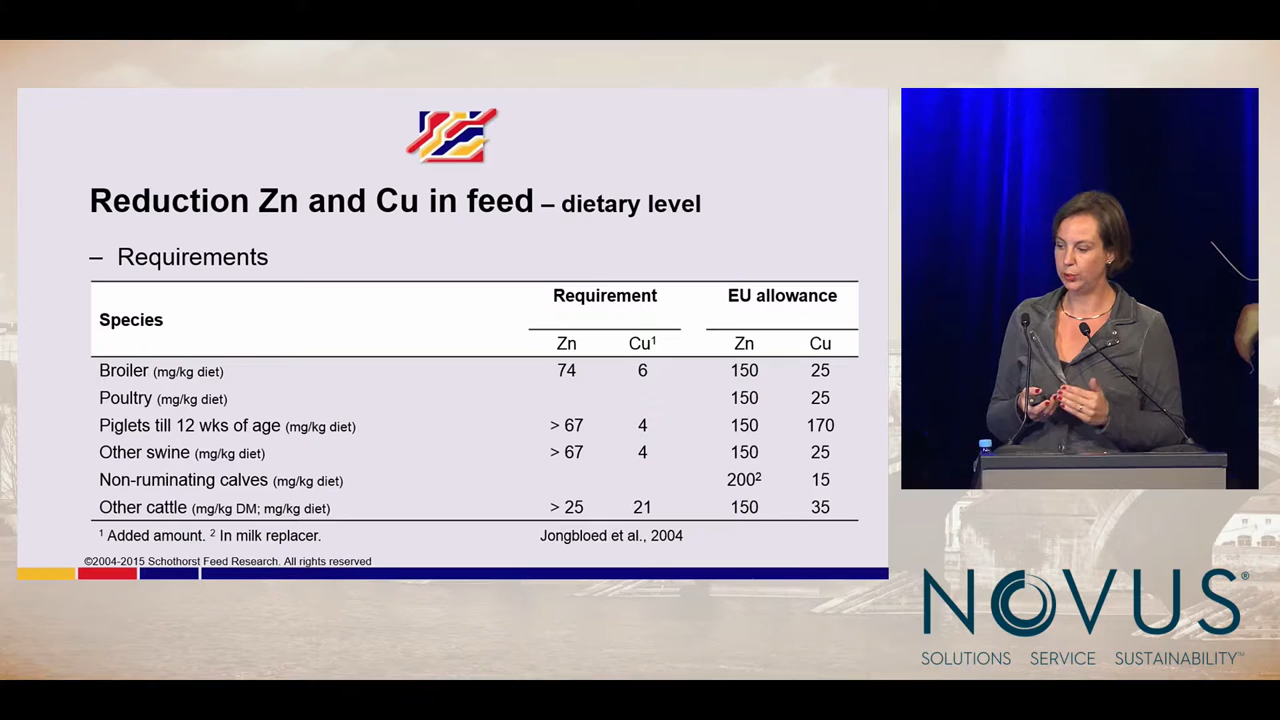 Reduction Zn and Cu in feed – dietary level
– Requirements
Species Requirement EU allowance
Zn Cu¹ Zn Cu
Broiler (mg/kg diet) 74 6 150 25
Poultry (mg/kg diet) 150 25
Piglets till 12 wks of age (mg/kg diet) > 67 4 150 170
Other swine (mg/kg diet) > 67 4 150 25
Non-ruminating calves (mg/kg diet) 200² 15
Other cattle (mg/kg DM; mg/kg diet) > 25 21 150 35
¹ Added amount. ² In milk replacer. Jongbloed et al., 2004
©2004-2015 Schothorst Feed Research. All rights reserved
NOVUS®
SOLUTIONS SERVICE SUSTAINABILITY™